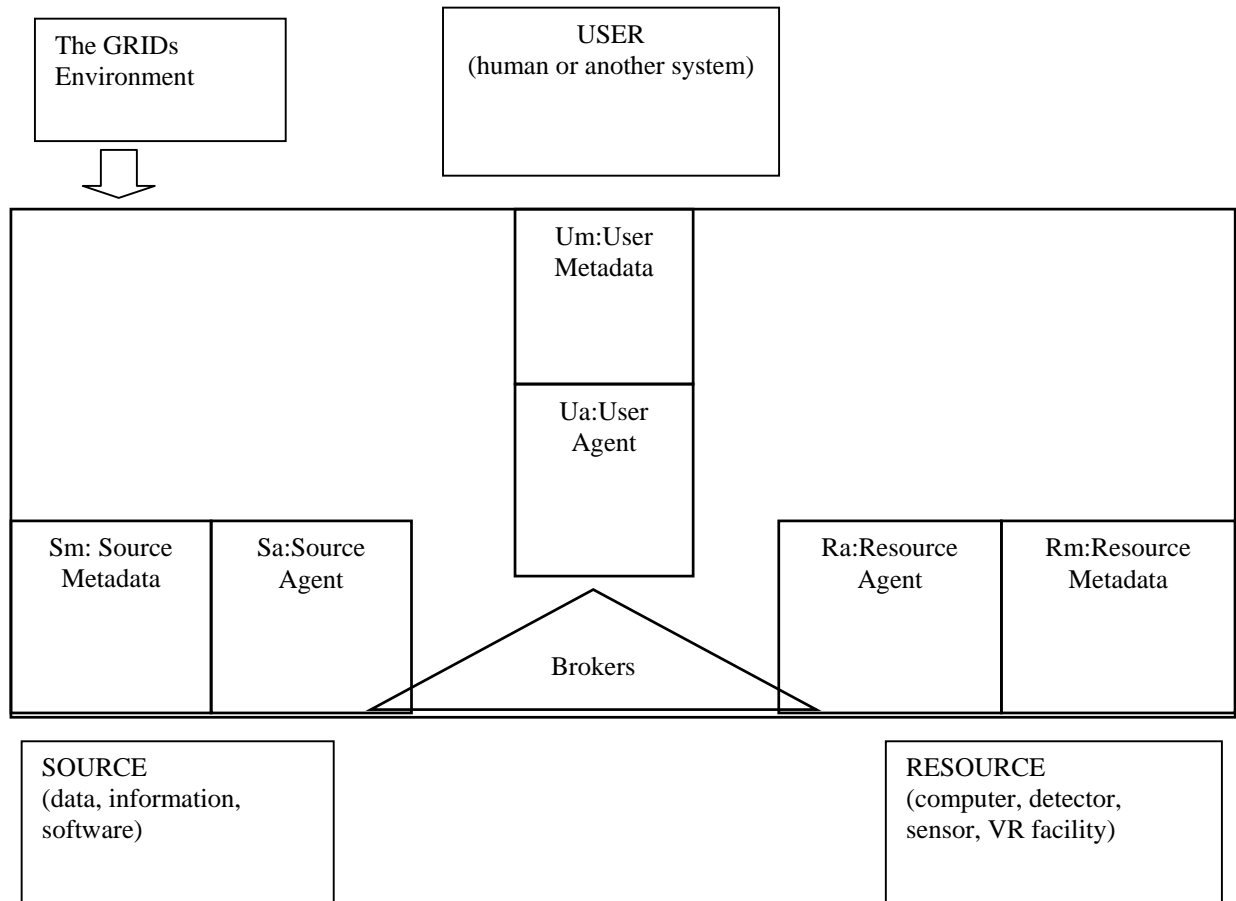 The GRIDs
Environment
USER
(human or another system)
Um:User
Metadata
Ua:User
Agent
Sm: Source
Metadata
Sa:Source
Agent
Ra:Resource
Agent
Rm:Resource
Metadata
Brokers
SOURCE
(data, information,
software)
RESOURCE
(computer, detector,
sensor, VR facility)